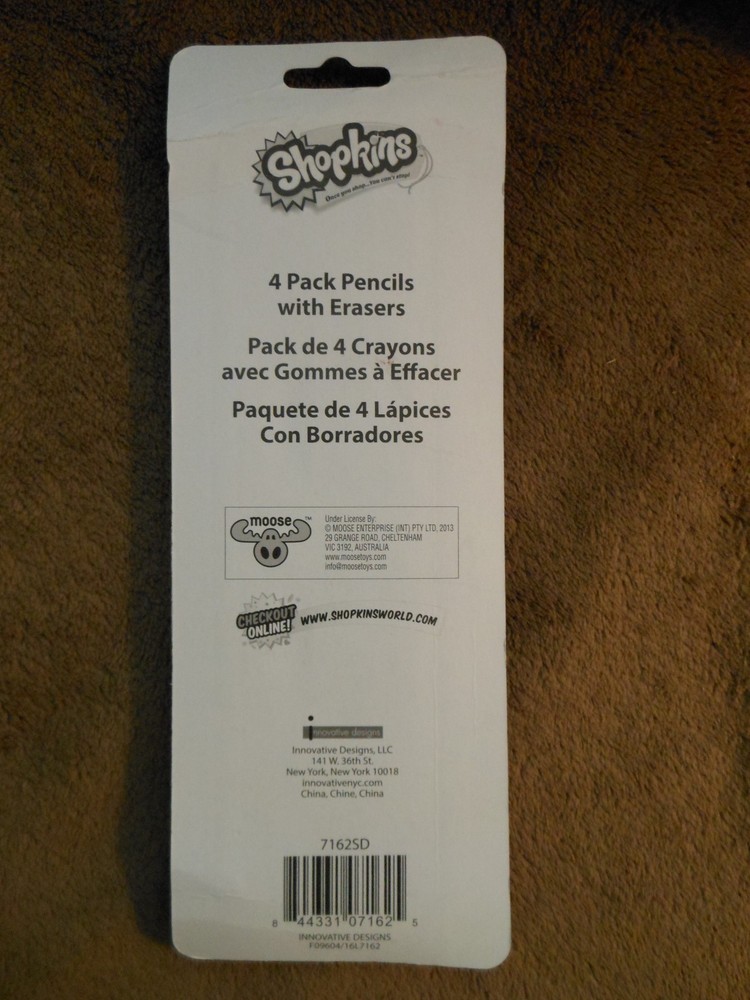 Shopkins
Once you shop...You can't stop!
4 Pack Pencils
with Erasers
Pack de 4 Crayons
avec Gommes à Effacer
Paquete de 4 Lápices
Con Borradores
moose™
Under License By:
© MOOSE ENTERPRISE (INT) PTY LTD, 2013
29 GRANGE ROAD, CHELTENHAM
VIC 3192, AUSTRALIA
www.moosetoys.com
info@moosetoys.com
CHECKOUT
ONLINE!
WWW.SHOPKINSWORLD.COM
innovative designs
Innovative Designs, LLC
141 W. 36th St.
New York, New York 10018
innovativenyc.com
China, Chine, China
7162SD
8 44331 07162 5
INNOVATIVE DESIGNS
F09604/16L7162